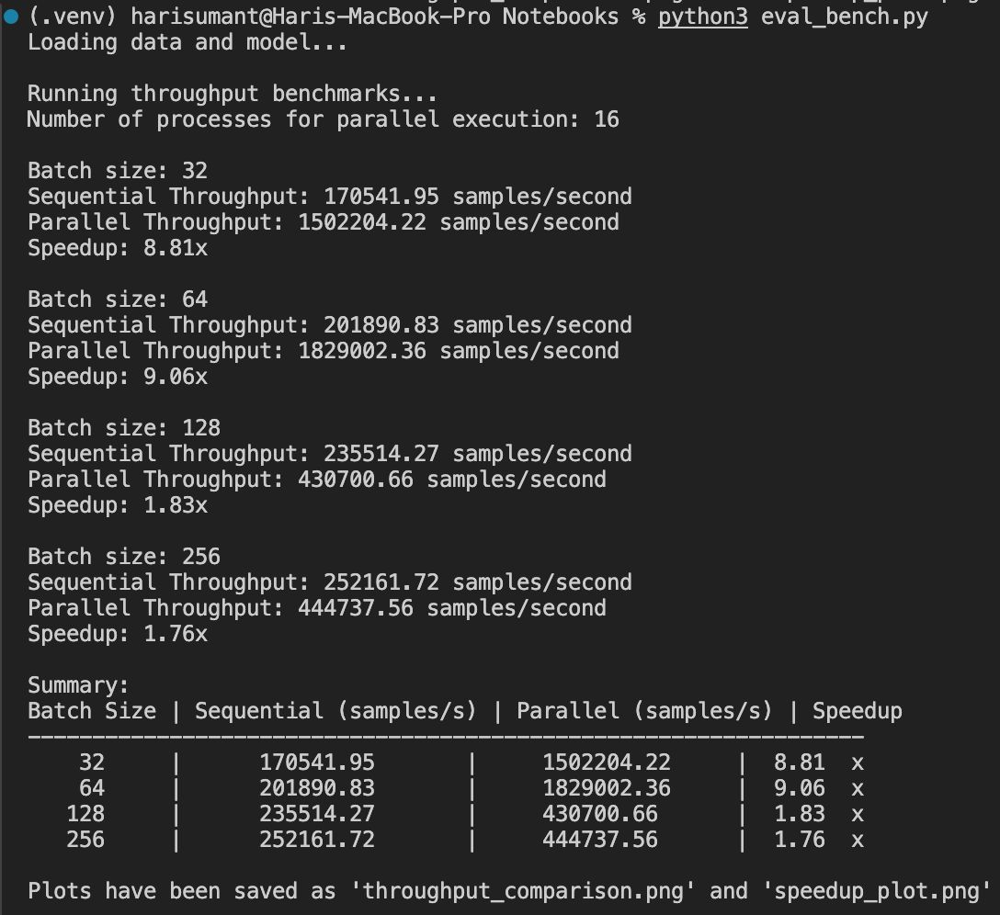 (.venv) harisumant@Haris-MacBook-Pro Notebooks % python3 eval_bench.py
Loading data and model...
Running throughput benchmarks...
Number of processes for parallel execution: 16
Batch size: 32
Sequential Throughput: 170541.95 samples/second
Parallel Throughput: 1502204.22 samples/second
Speedup: 8.81x
Batch size: 64
Sequential Throughput: 201890.83 samples/second
Parallel Throughput: 1829002.36 samples/second
Speedup: 9.06x
Batch size: 128
Sequential Throughput: 235514.27 samples/second
Parallel Throughput: 430700.66 samples/second
Speedup: 1.83x
Batch size: 256
Sequential Throughput: 252161.72 samples/second
Parallel Throughput: 444737.56 samples/second
Speedup: 1.76x
Summary:
Batch Size | Sequential (samples/s) | Parallel (samples/s) | Speedup
-----------------------------------------------------------------
32 | 170541.95 | 1502204.22 | 8.81 x
64 | 201890.83 | 1829002.36 | 9.06 x
128 | 235514.27 | 430700.66 | 1.83 x
256 | 252161.72 | 444737.56 | 1.76 x
Plots have been saved as 'throughput_comparison.png' and 'speedup_plot.png'